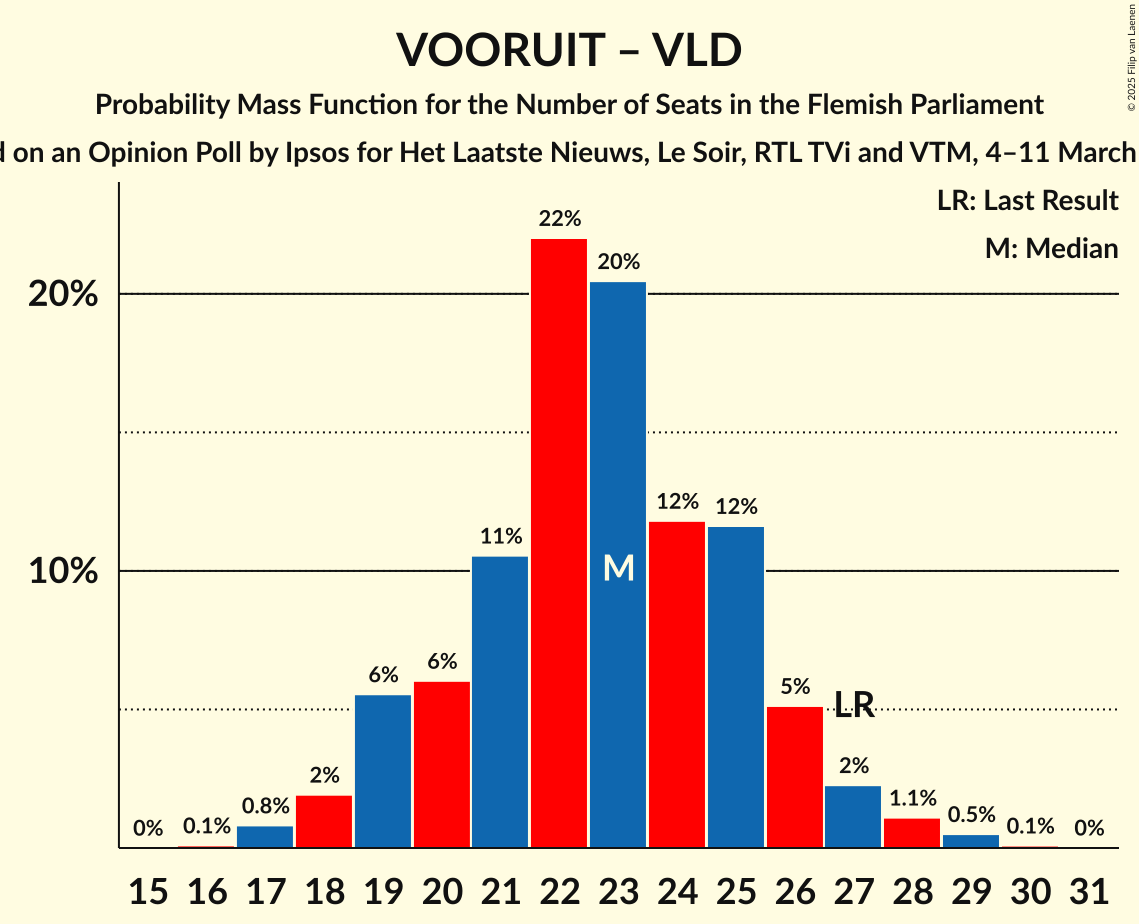 VOORUIT – VLD
Probability Mass Function for the Number of Seats in the Flemish Parliament
on an Opinion Poll by Ipsos for Het Laatste Nieuws, Le Soir, RTL TVi and VTM, 4–11 March
© 2025 Filip van Laenen
LR: Last Result
M: Median
22%
20%
20%
12%
12%
11%
M
10%
6%
6%
5%
LR
2%
2%
1.1%
0.8%
0.5%
0%
0.1%
0.1%
0%
15 16 17 18 19 20 21 22 23 24 25 26 27 28 29 30 31